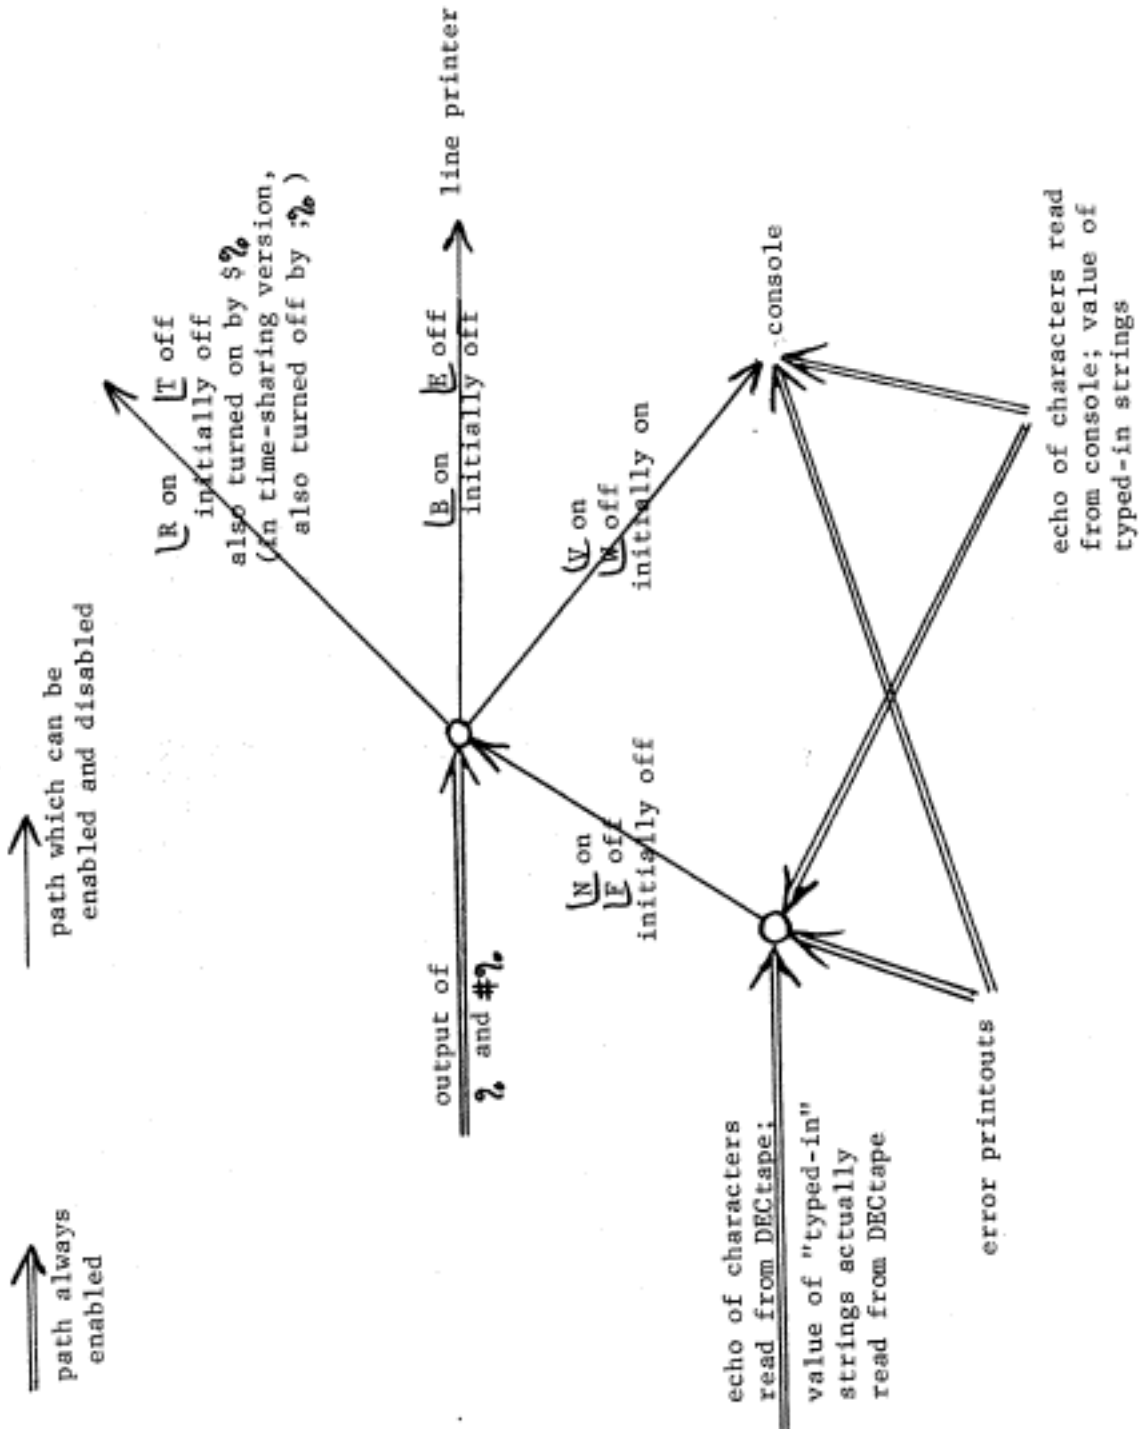 path always
enabled
path which can be
enabled and disabled
⌊R on ⌊T off
initially off
also turned on by $%
(in time-sharing version,
also turned off by ;%)
output of
% and #%
⌊B on ⌊E off
initially off
line printer
⌊N on
⌊F off
initially off
⌊V on
⌊W off
initially on
console
echo of characters
read from DECtape;
value of "typed-in"
strings actually
read from DECtape
error printouts
echo of characters read
from console; value of
typed-in strings